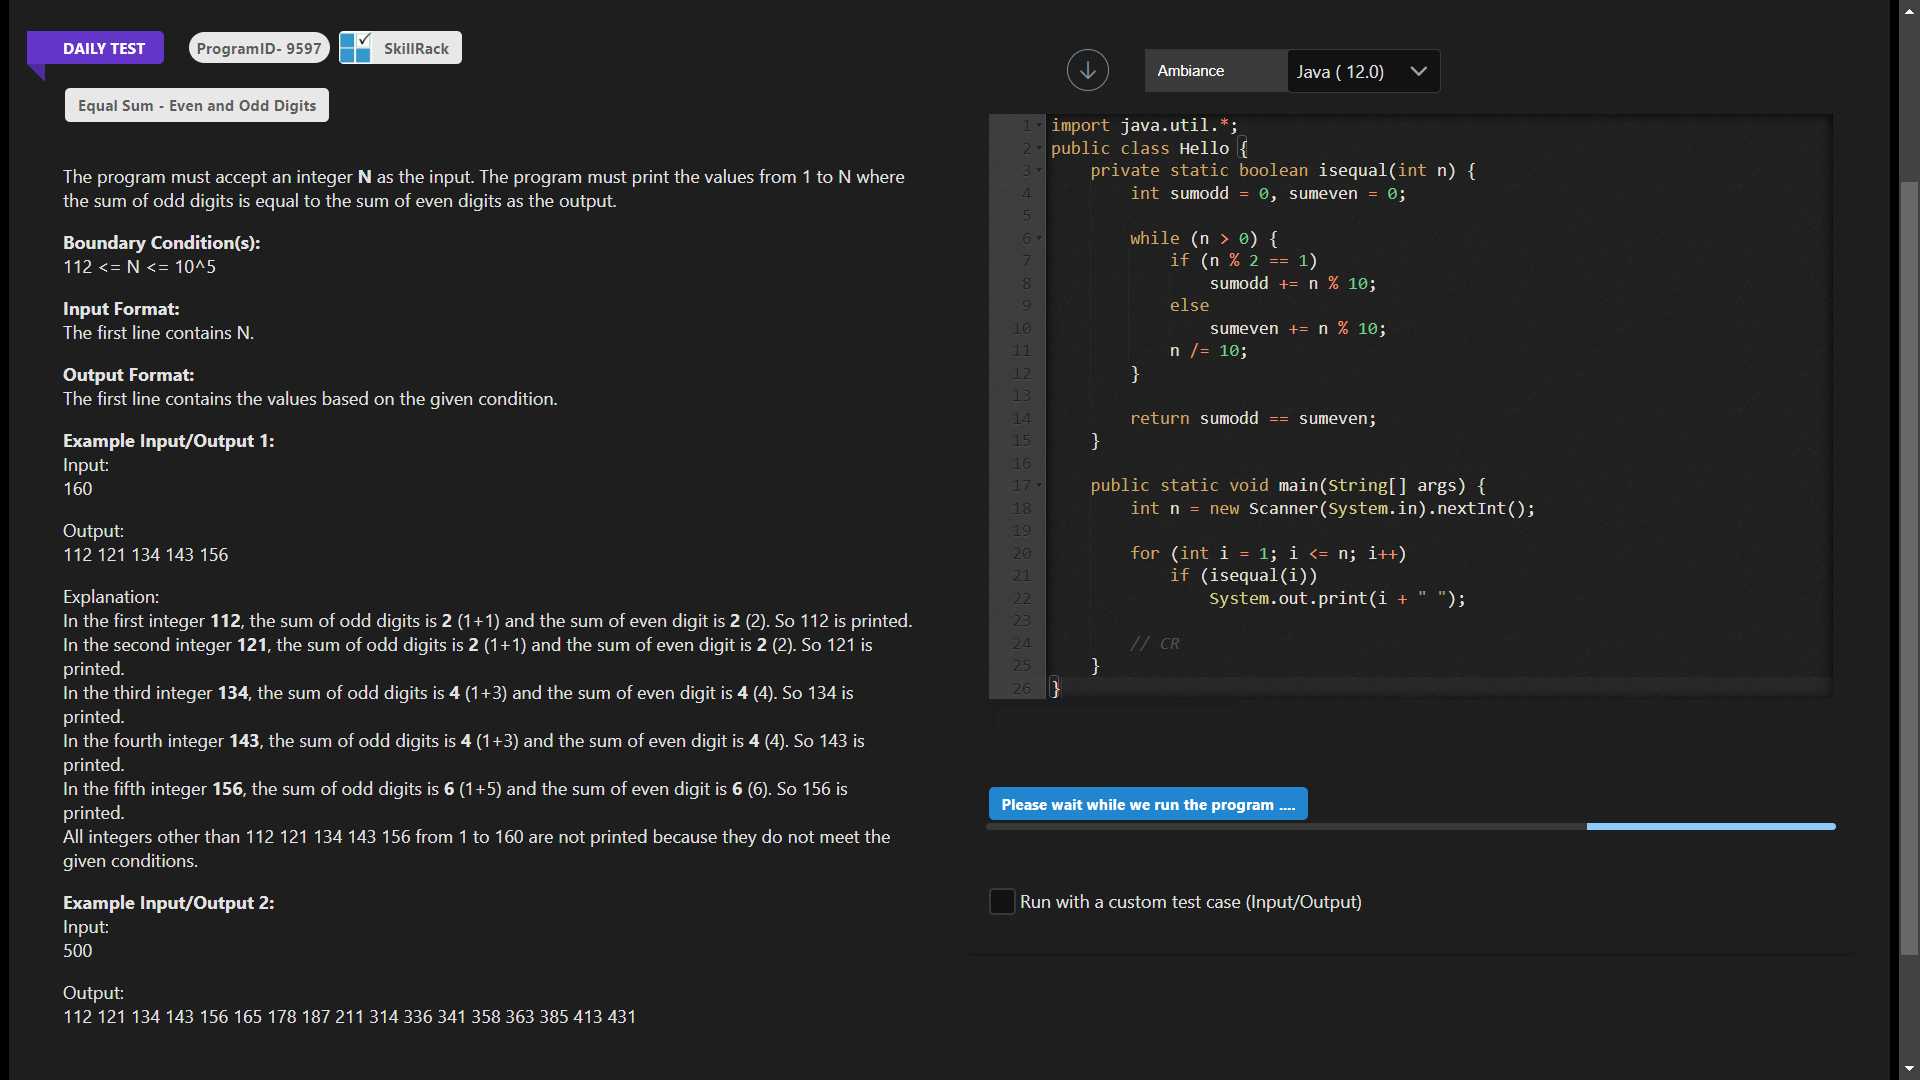 DAILY TEST
ProgramID- 9597
SkillRack
Equal Sum - Even and Odd Digits
The program must accept an integer N as the input. The program must print the values from 1 to N where
the sum of odd digits is equal to the sum of even digits as the output.
Boundary Condition(s):
112 <= N <= 10^5
Input Format:
The first line contains N.
Output Format:
The first line contains the values based on the given condition.
Example Input/Output 1:
Input:
160
Output:
112 121 134 143 156
Explanation:
In the first integer 112, the sum of odd digits is 2 (1+1) and the sum of even digit is 2 (2). So 112 is printed.
In the second integer 121, the sum of odd digits is 2 (1+1) and the sum of even digit is 2 (2). So 121 is
printed.
In the third integer 134, the sum of odd digits is 4 (1+3) and the sum of even digit is 4 (4). So 134 is
printed.
In the fourth integer 143, the sum of odd digits is 4 (1+3) and the sum of even digit is 4 (4). So 143 is
printed.
In the fifth integer 156, the sum of odd digits is 6 (1+5) and the sum of even digit is 6 (6). So 156 is
printed.
All integers other than 112 121 134 143 156 from 1 to 160 are not printed because they do not meet the
given conditions.
Example Input/Output 2:
Input:
500
Output:
112 121 134 143 156 165 178 187 211 314 336 341 358 363 385 413 431
Ambiance
Java ( 12.0)
1 import java.util.*;
2 public class Hello {
3 private static boolean isequal(int n) {
4 int sumodd = 0, sumeven = 0;
5
6 while (n > 0) {
7 if (n % 2 == 1)
8 sumodd += n % 10;
9 else
10 sumeven += n % 10;
11 n /= 10;
12 }
13
14 return sumodd == sumeven;
15 }
16
17 public static void main(String[] args) {
18 int n = new Scanner(System.in).nextInt();
19
20 for (int i = 1; i <= n; i++)
21 if (isequal(i))
22 System.out.print(i + " ");
23
24 // CR
25 }
26 }
Please wait while we run the program ....
Run with a custom test case (Input/Output)